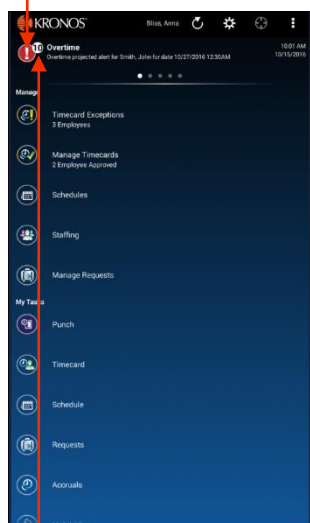 KRONOS Bliss, Anna
10 Overtime 10:01 AM
Overtime projected alert for Smith, John for date 10/27/2016 12:30AM 10/15/2016
Manage
Timecard Exceptions
3 Employees
Manage Timecards
2 Employee Approved
Schedules
Staffing
Manage Requests
My Tasks
Punch
Timecard
Schedule
Requests
Accruals